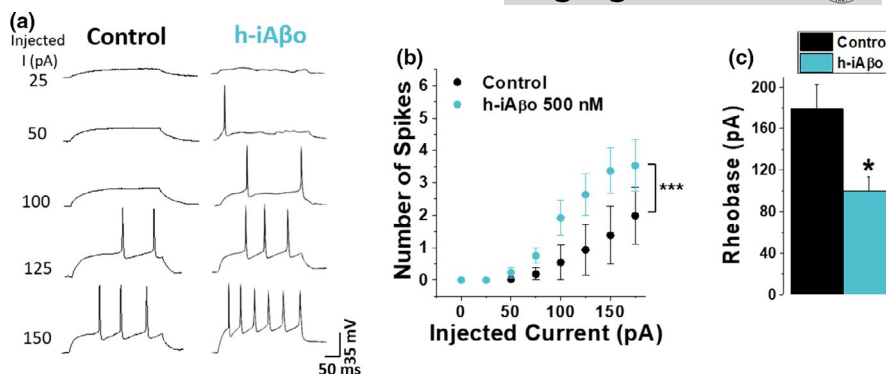 (a)
Injected
I (pA)
Control
h-iAβo
25
50
100
125
150
35 mV
50 ms
(b)
Control
h-iAβo 500 nM
Number of Spikes
6
5
4
3
2
1
0
***
0
50
100
150
Injected Current (pA)
(c)
Control
h-iAβo
Rheobase (pA)
200
160
120
80
40
0
*